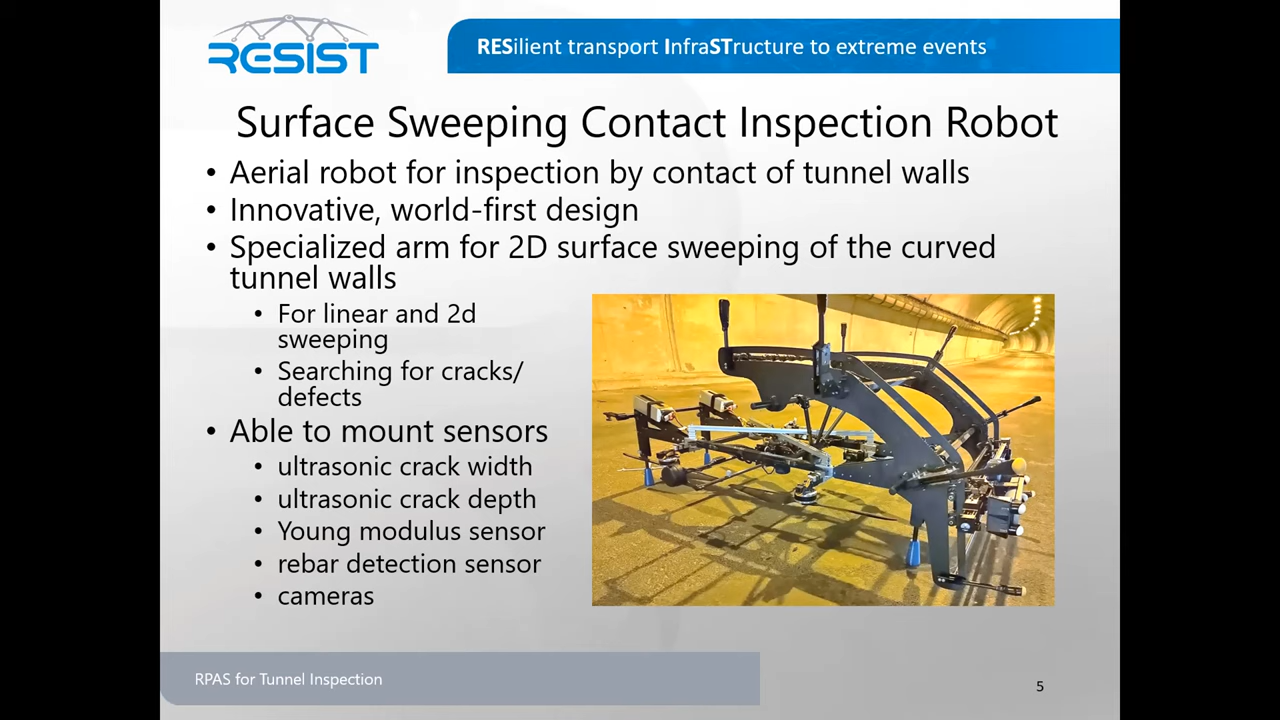 RESIST
RESilient transport InfraSTructure to extreme events
Surface Sweeping Contact Inspection Robot
• Aerial robot for inspection by contact of tunnel walls
• Innovative, world-first design
• Specialized arm for 2D surface sweeping of the curved
tunnel walls
• For linear and 2d
sweeping
• Searching for cracks/
defects
• Able to mount sensors
• ultrasonic crack width
• ultrasonic crack depth
• Young modulus sensor
• rebar detection sensor
• cameras
RPAS for Tunnel Inspection
5